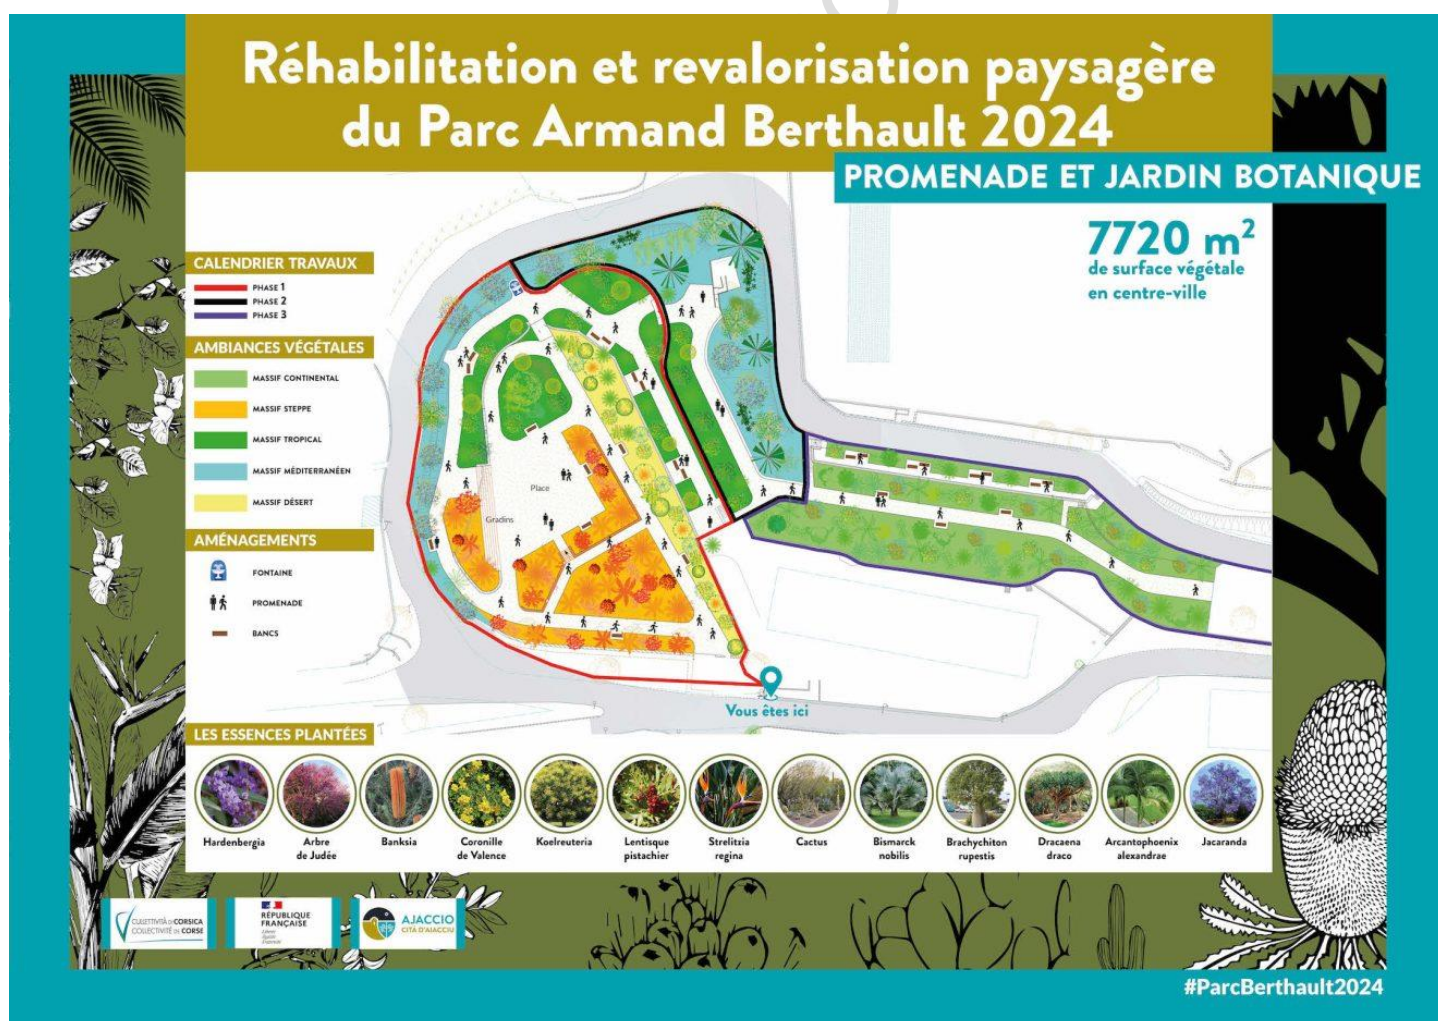 Réhabilitation et revalorisation paysagère
du Parc Armand Berthault 2024
PROMENADE ET JARDIN BOTANIQUE
7720 m²
de surface végétale
en centre-ville
CALENDRIER TRAVAUX
PHASE 1
PHASE 2
PHASE 3
AMBIANCES VÉGÉTALES
MASSIF CONTINENTAL
MASSIF STEPPE
MASSIF TROPICAL
MASSIF MÉDITERRANÉEN
MASSIF DÉSERT
AMÉNAGEMENTS
FONTAINE
PROMENADE
BANCS
Place
Gradins
Vous êtes ici
LES ESSENCES PLANTÉES
Hardenbergia
Arbre
de Judée
Banksia
Coronille
de Valence
Koelreuteria
Lentisque
pistachier
Strelitzia
regina
Cactus
Bismarck
nobilis
Brachychiton
rupestis
Dracaena
draco
Arcantophoenix
alexandrae
Jacaranda
CULLETTIVITÀ DI CORSICA
COLLECTIVITÉ DE CORSE
RÉPUBLIQUE
FRANÇAISE
Liberté
Égalité
Fraternité
AJACCIO
CITÀ D'AIACCIU
#ParcBerthault2024